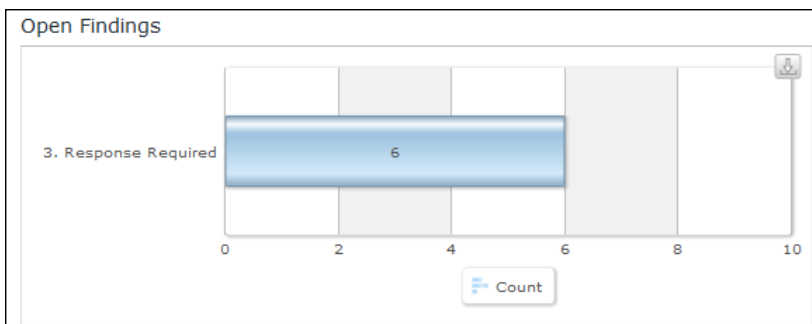 Open Findings
3. Response Required
6
0 2 4 6 8 10
Count